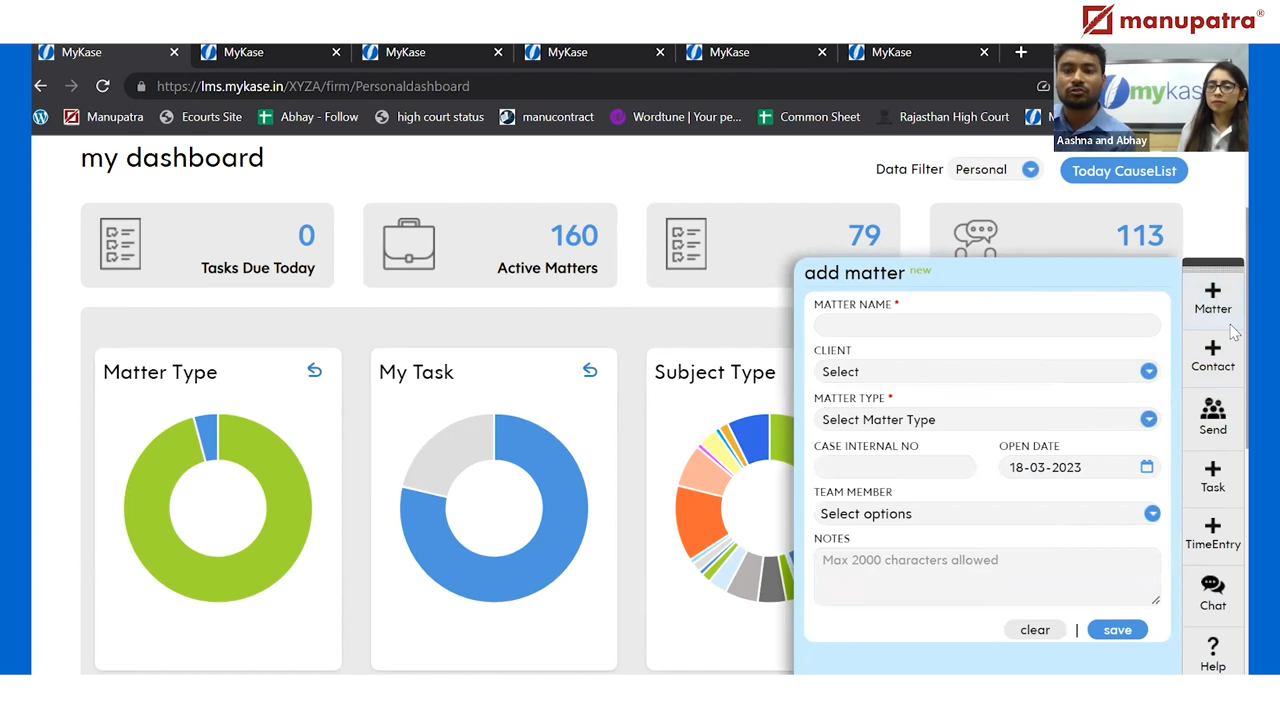 manupatra®
MyKase MyKase MyKase MyKase MyKase MyKase
https://lms.mykase.in/XYZA/firm/Personaldashboard
Manupatra Ecourts Site Abhay - Follow high court status manucontract Wordtune | Your pe... Common Sheet Rajasthan High Court
mykas
Aashna and Abhay
my dashboard
Data Filter Personal Today CauseList
0 160 79 113
Tasks Due Today Active Matters
add matter new
MATTER NAME *
CLIENT
Select
MATTER TYPE *
Select Matter Type
CASE INTERNAL NO OPEN DATE
18-03-2023
TEAM MEMBER
Select options
NOTES
Max 2000 characters allowed
clear | save
Matter Type My Task Subject Type
Matter
Contact
Send
Task
TimeEntry
Chat
Help